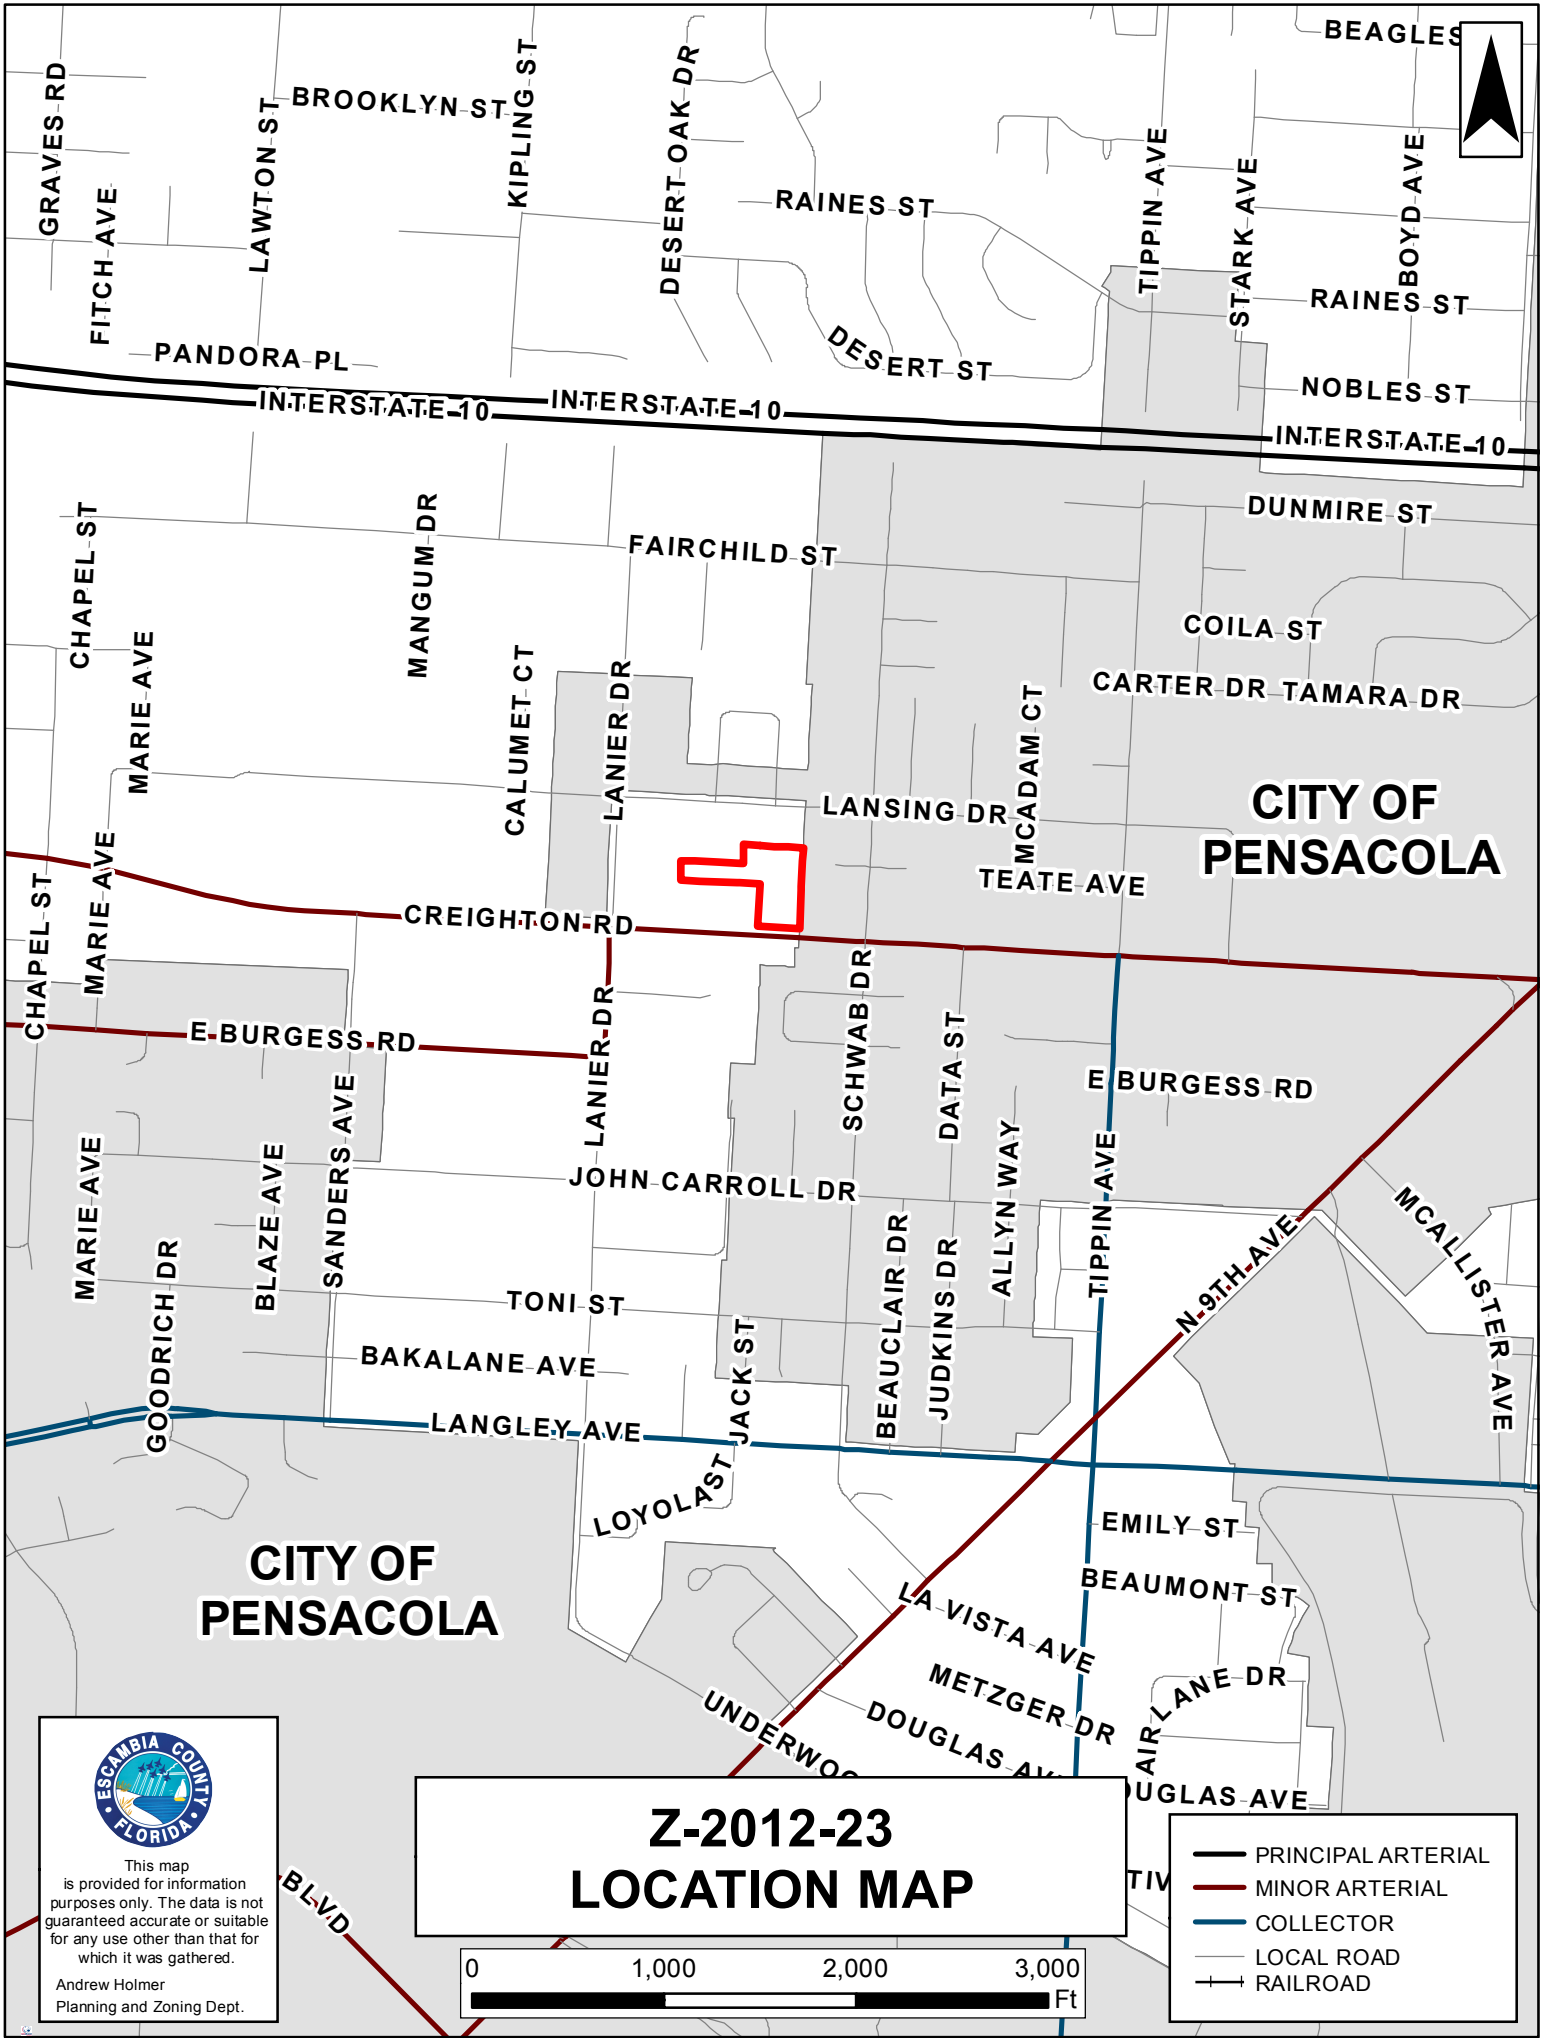 BEAGLES
GRAVES RD
BROOKLYN ST
KIPLING ST
LAWTON ST
FITCH AVE
DESERT OAK DR
RAINES ST
TIPPIN AVE
STARK AVE
BOYD AVE
RAINES ST
PANDORA PL
DESERT ST
NOBLES ST
INTERSTATE 10
INTERSTATE 10
INTERSTATE 10
CHAPEL ST
MANGUM DR
FAIRCHILD ST
DUNMIRE ST
COILA ST
MARIE AVE
CALUMET CT
LANIER DR
MCADAM CT
CARTER DR
TAMARA DR
LANSING DR
CITY OF
PENSACOLA
TEATE AVE
MARIE AVE
CHAPEL ST
CREIGHTON RD
E BURGESS RD
LANIER DR
SCHWAB DR
DATA ST
E BURGESS RD
MARIE AVE
BLAZE AVE
SANDERS AVE
JOHN CARROLL DR
ALLYN WAY
TIPPIN AVE
MCALLISTER AVE
N 9TH AVE
GOODRICH DR
TONI ST
BEAUCLAIR DR
JUDKINS DR
JACK ST
BAKALANE AVE
LANGLEY AVE
LOYOLA ST
CITY OF
PENSACOLA
EMILY ST
BEAUMONT ST
LA VISTA AVE
METZGER DR
AIRLANE DR
DOUGLAS AV
UNDERWOO
OUGLAS AVE
TIV
BLVD
ESCAMBIA COUNTY
FLORIDA
This map
is provided for information
purposes only. The data is not
guaranteed accurate or suitable
for any use other than that for
which it was gathered.
Andrew Holmer
Planning and Zoning Dept.
Z-2012-23
LOCATION MAP
0 1,000 2,000 3,000
Ft
PRINCIPAL ARTERIAL
MINOR ARTERIAL
COLLECTOR
LOCAL ROAD
RAILROAD